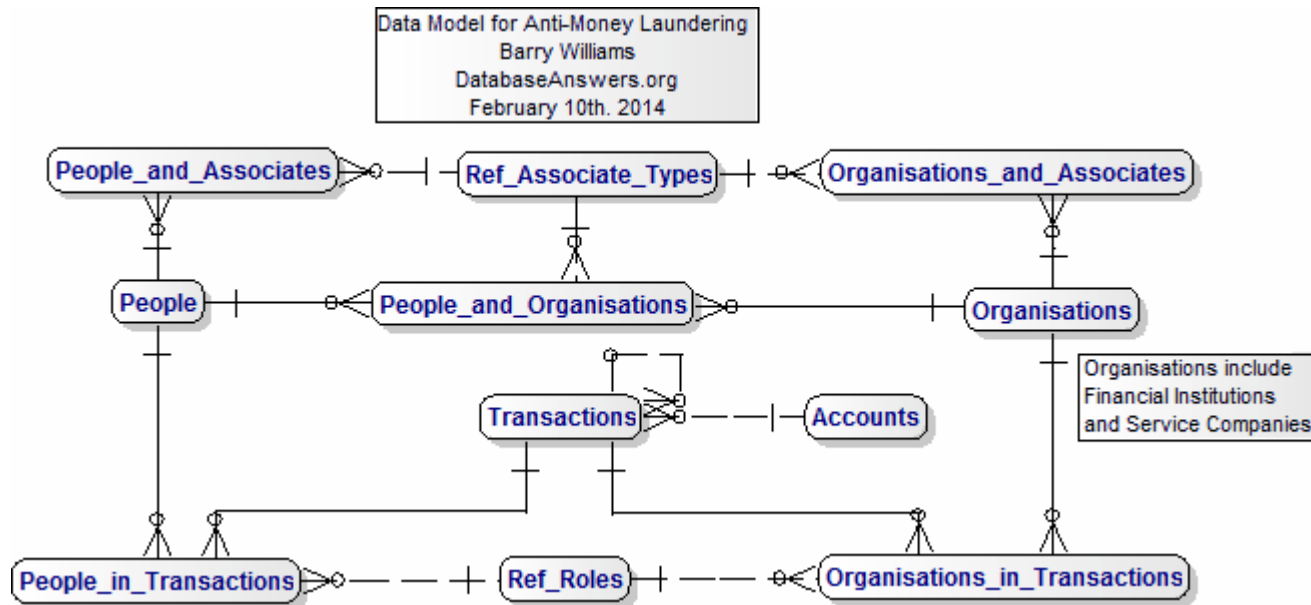 Data Model for Anti-Money Laundering
Barry Williams
DatabaseAnswers.org
February 10th. 2014
People_and_Associates
Ref_Associate_Types
Organisations_and_Associates
People
People_and_Organisations
Organisations
Organisations include
Financial Institutions
and Service Companies
Transactions
Accounts
People_in_Transactions
Ref_Roles
Organisations_in_Transactions